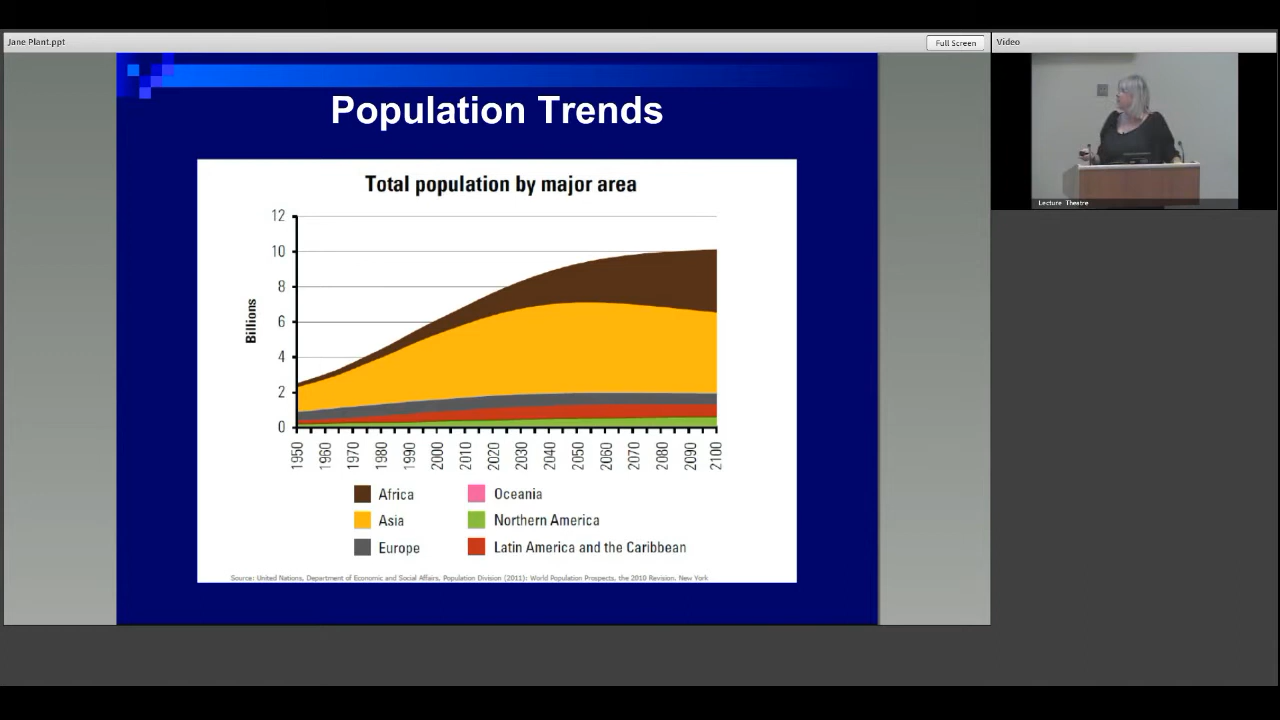 Jane Plant.ppt
Full Screen
Video
Population Trends
Total population by major area
12
10
8
6
4
2
0
Billions
1950
1960
1970
1980
1990
2000
2010
2020
2030
2040
2050
2060
2070
2080
2090
2100
Africa
Oceania
Asia
Northern America
Europe
Latin America and the Caribbean
Source: United Nations, Department of Economic and Social Affairs, Population Division (2011): World Population Prospects, the 2010 Revision. New York
Lecture Theatre